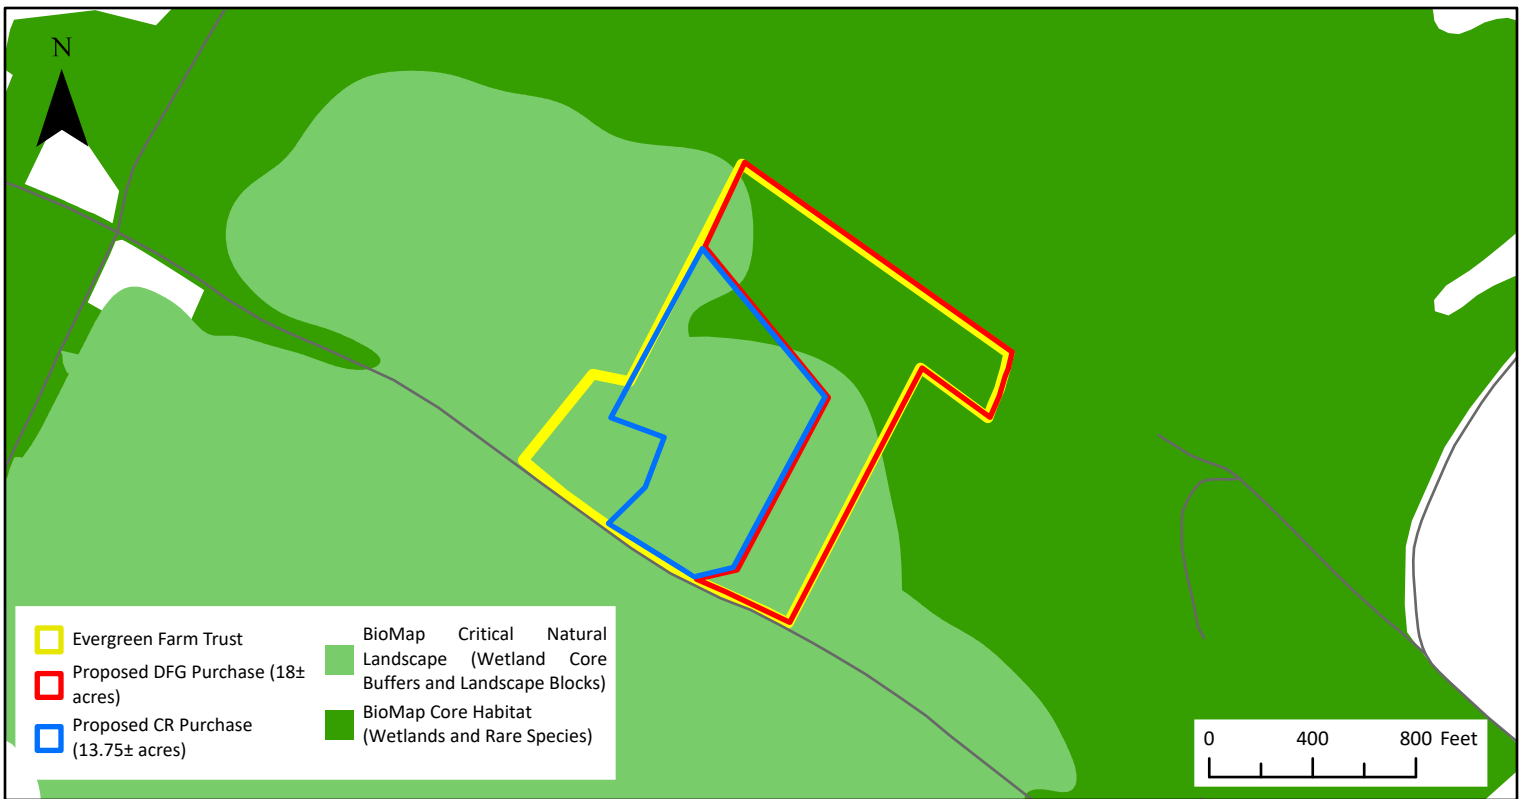 N
Evergreen Farm Trust
Proposed DFG Purchase (18±
acres)
Proposed CR Purchase
(13.75± acres)
BioMap Critical Natural
Landscape (Wetland Core
Buffers and Landscape Blocks)
BioMap Core Habitat
(Wetlands and Rare Species)
0 400 800 Feet